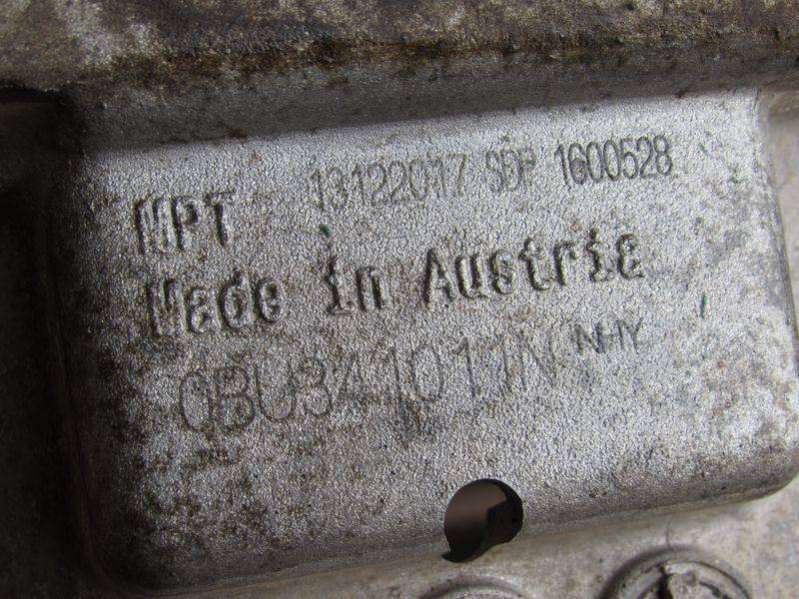 MPT 13122017 SDP 1600528
Made in Austria
0BU341011N NHY